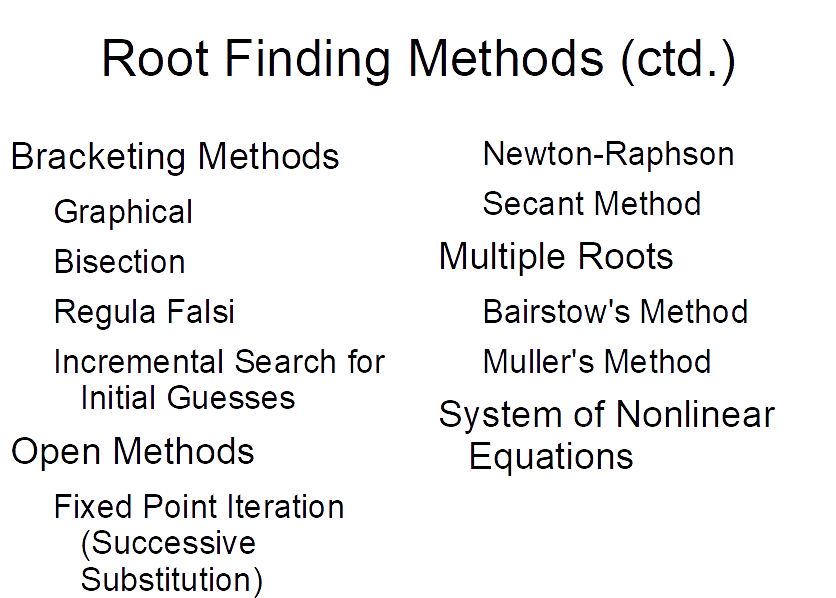 Root Finding Methods (ctd.)
Bracketing Methods
Graphical
Bisection
Regula Falsi
Incremental Search for
Initial Guesses
Open Methods
Fixed Point Iteration
(Successive
Substitution)
Newton-Raphson
Secant Method
Multiple Roots
Bairstow's Method
Muller's Method
System of Nonlinear
Equations